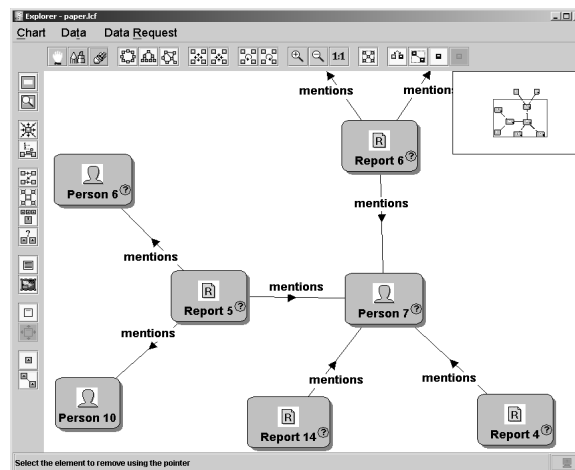 Explorer - paper.lcf
Chart Data Data Request
1:1
mentions mentions
R
Report 6
?
Person 6
?
mentions
mentions
R
Report 5
?
mentions
Person 7
?
mentions
Person 10
mentions
mentions
R
Report 14
?
R
Report 4
?
Select the element to remove using the pointer